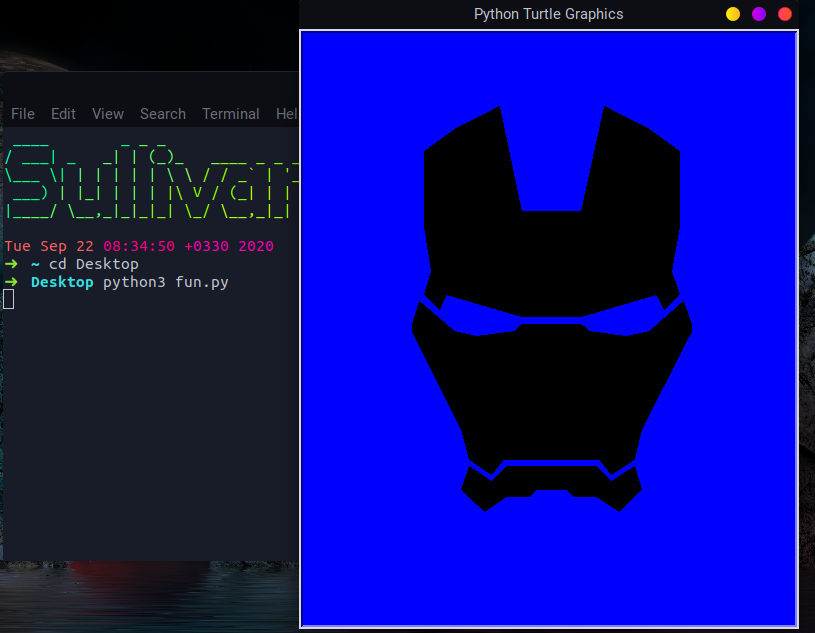 Python Turtle Graphics
File Edit View Search Terminal Hel
Sulliva
Tue Sep 22 08:34:50 +0330 2020
➜ ~ cd Desktop
➜ Desktop python3 fun.py